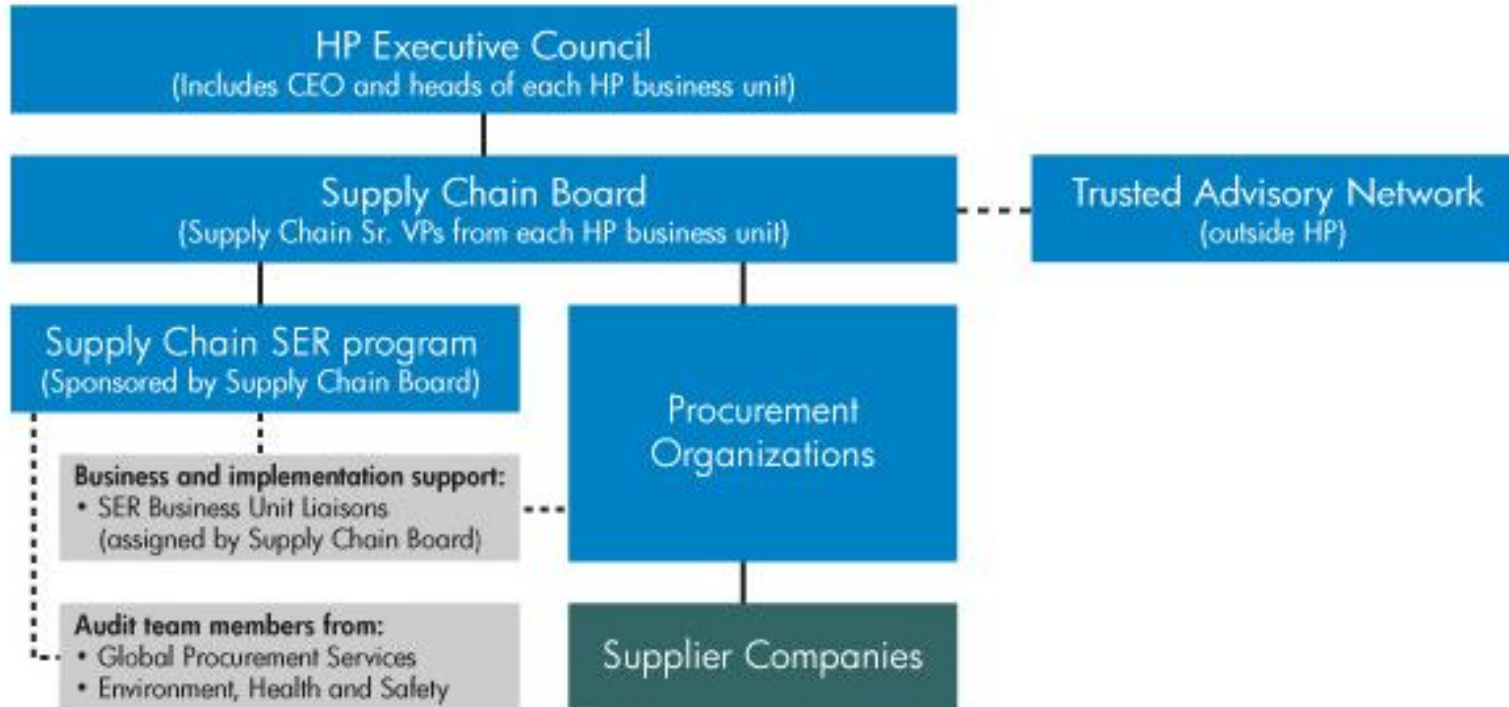 HP Executive Council
(Includes CEO and heads of each HP business unit)
Supply Chain Board
(Supply Chain Sr. VPs from each HP business unit)
Trusted Advisory Network
(outside HP)
Supply Chain SER program
(Sponsored by Supply Chain Board)
Procurement
Organizations
Business and implementation support:
• SER Business Unit Liaisons
(assigned by Supply Chain Board)
Audit team members from:
• Global Procurement Services
• Environment, Health and Safety
Supplier Companies